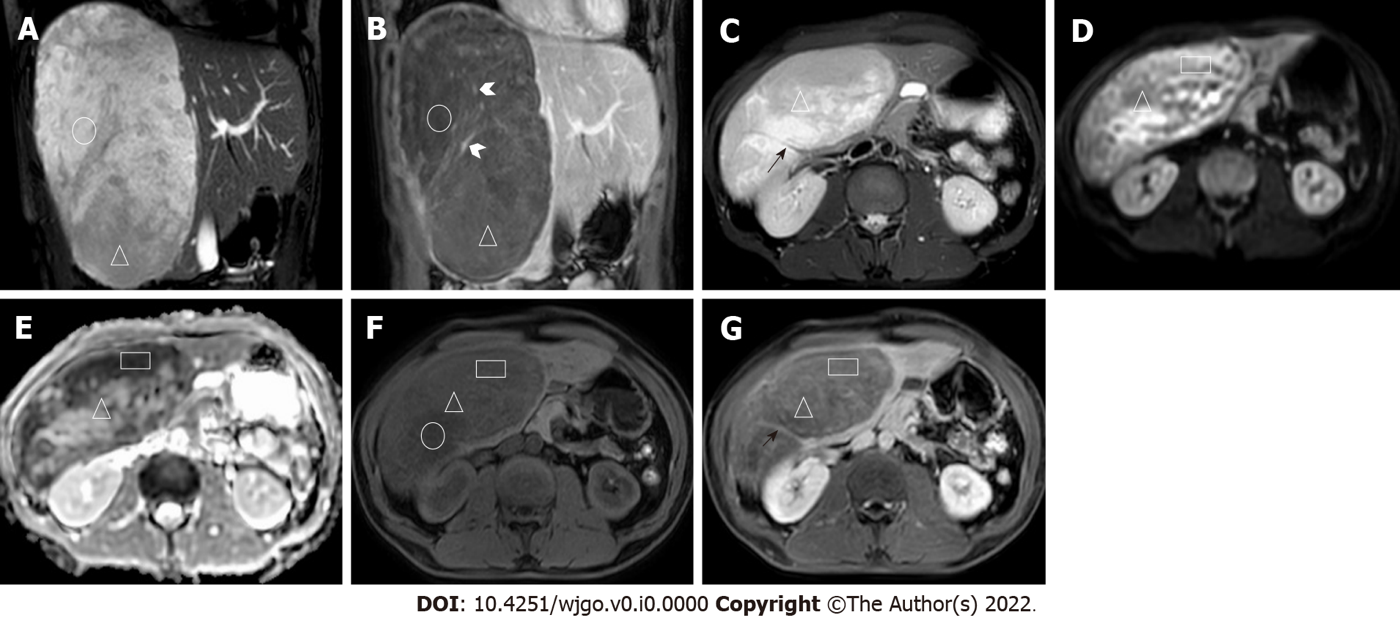 A
B
C
D
E
F
G
DOI: 10.4251/wjgo.v0.i0.0000 Copyright ©The Author(s) 2022.